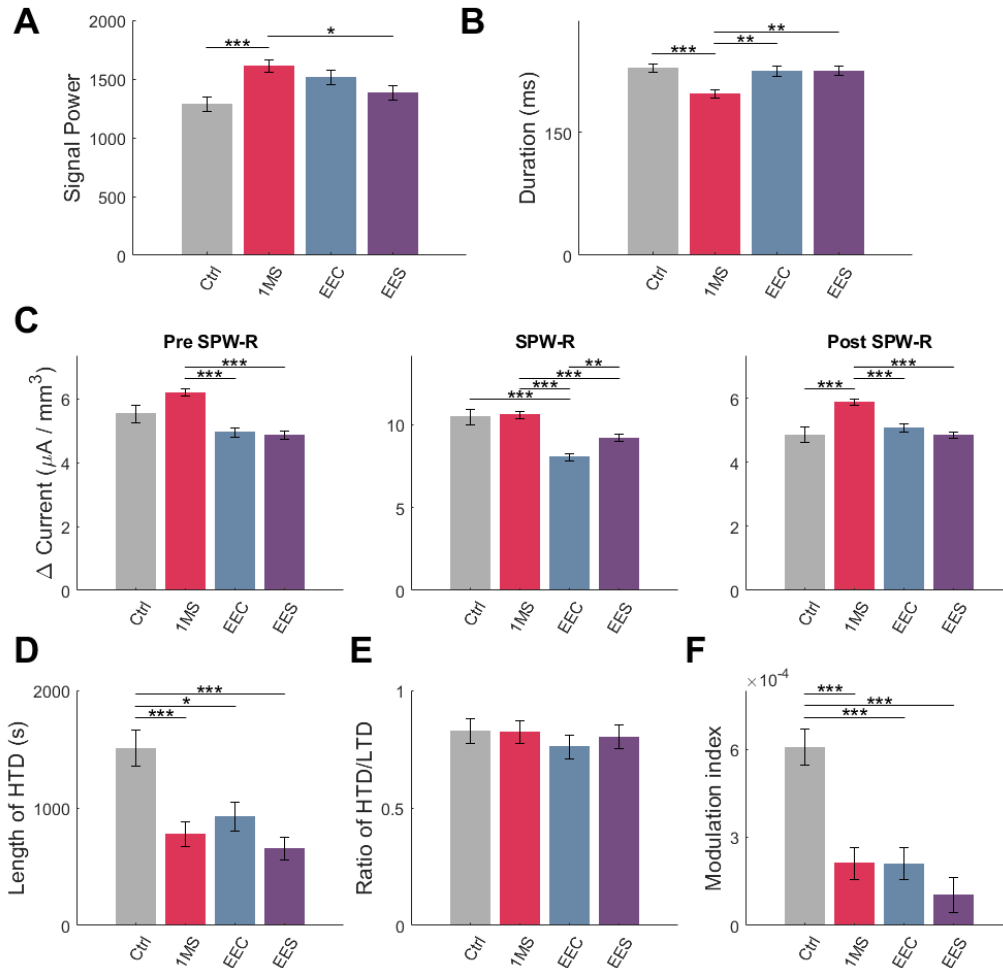 A
Signal Power
2000
1500
1000
500
0
***
*
Ctrl
1MS
EEC
EES
B
Duration (ms)
150
0
***
**
**
Ctrl
1MS
EEC
EES
C
Δ Current (μA / mm³)
Pre SPW-R
6
4
2
0
***
***
Ctrl
1MS
EEC
EES
SPW-R
10
5
0
**
***
***
***
Ctrl
1MS
EEC
EES
Post SPW-R
6
4
2
0
***
***
***
Ctrl
1MS
EEC
EES
D
Length of HTD (s)
2000
1000
0
***
*
***
Ctrl
1MS
EEC
EES
E
Ratio of HTD/LTD
1
0.5
0
Ctrl
1MS
EEC
EES
F
Modulation index
×10⁻⁴
6
3
0
***
***
***
Ctrl
1MS
EEC
EES